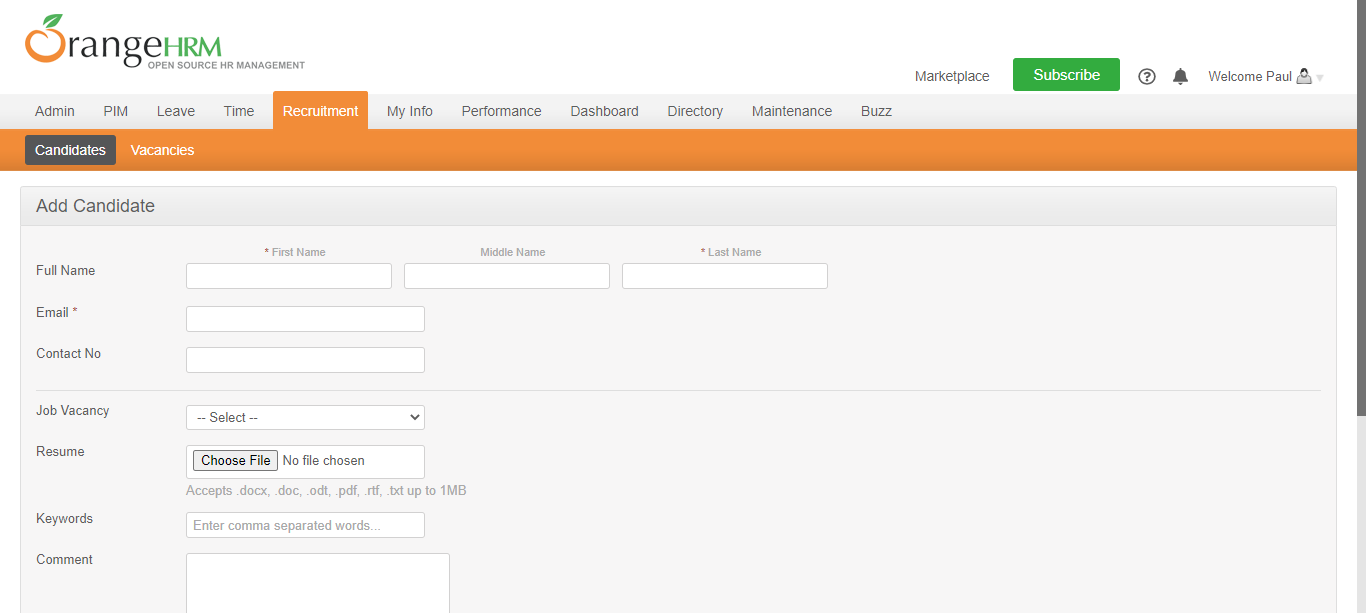 OrangeHRM
OPEN SOURCE HR MANAGEMENT
Marketplace
Subscribe
Welcome Paul
Admin PIM Leave Time Recruitment My Info Performance Dashboard Directory Maintenance Buzz
Candidates Vacancies
Add Candidate
* First Name Middle Name * Last Name
Full Name
Email *
Contact No
Job Vacancy
-- Select --
Resume
Choose File No file chosen
Accepts .docx, .doc, .odt, .pdf, .rtf, .txt up to 1MB
Keywords
Enter comma separated words...
Comment